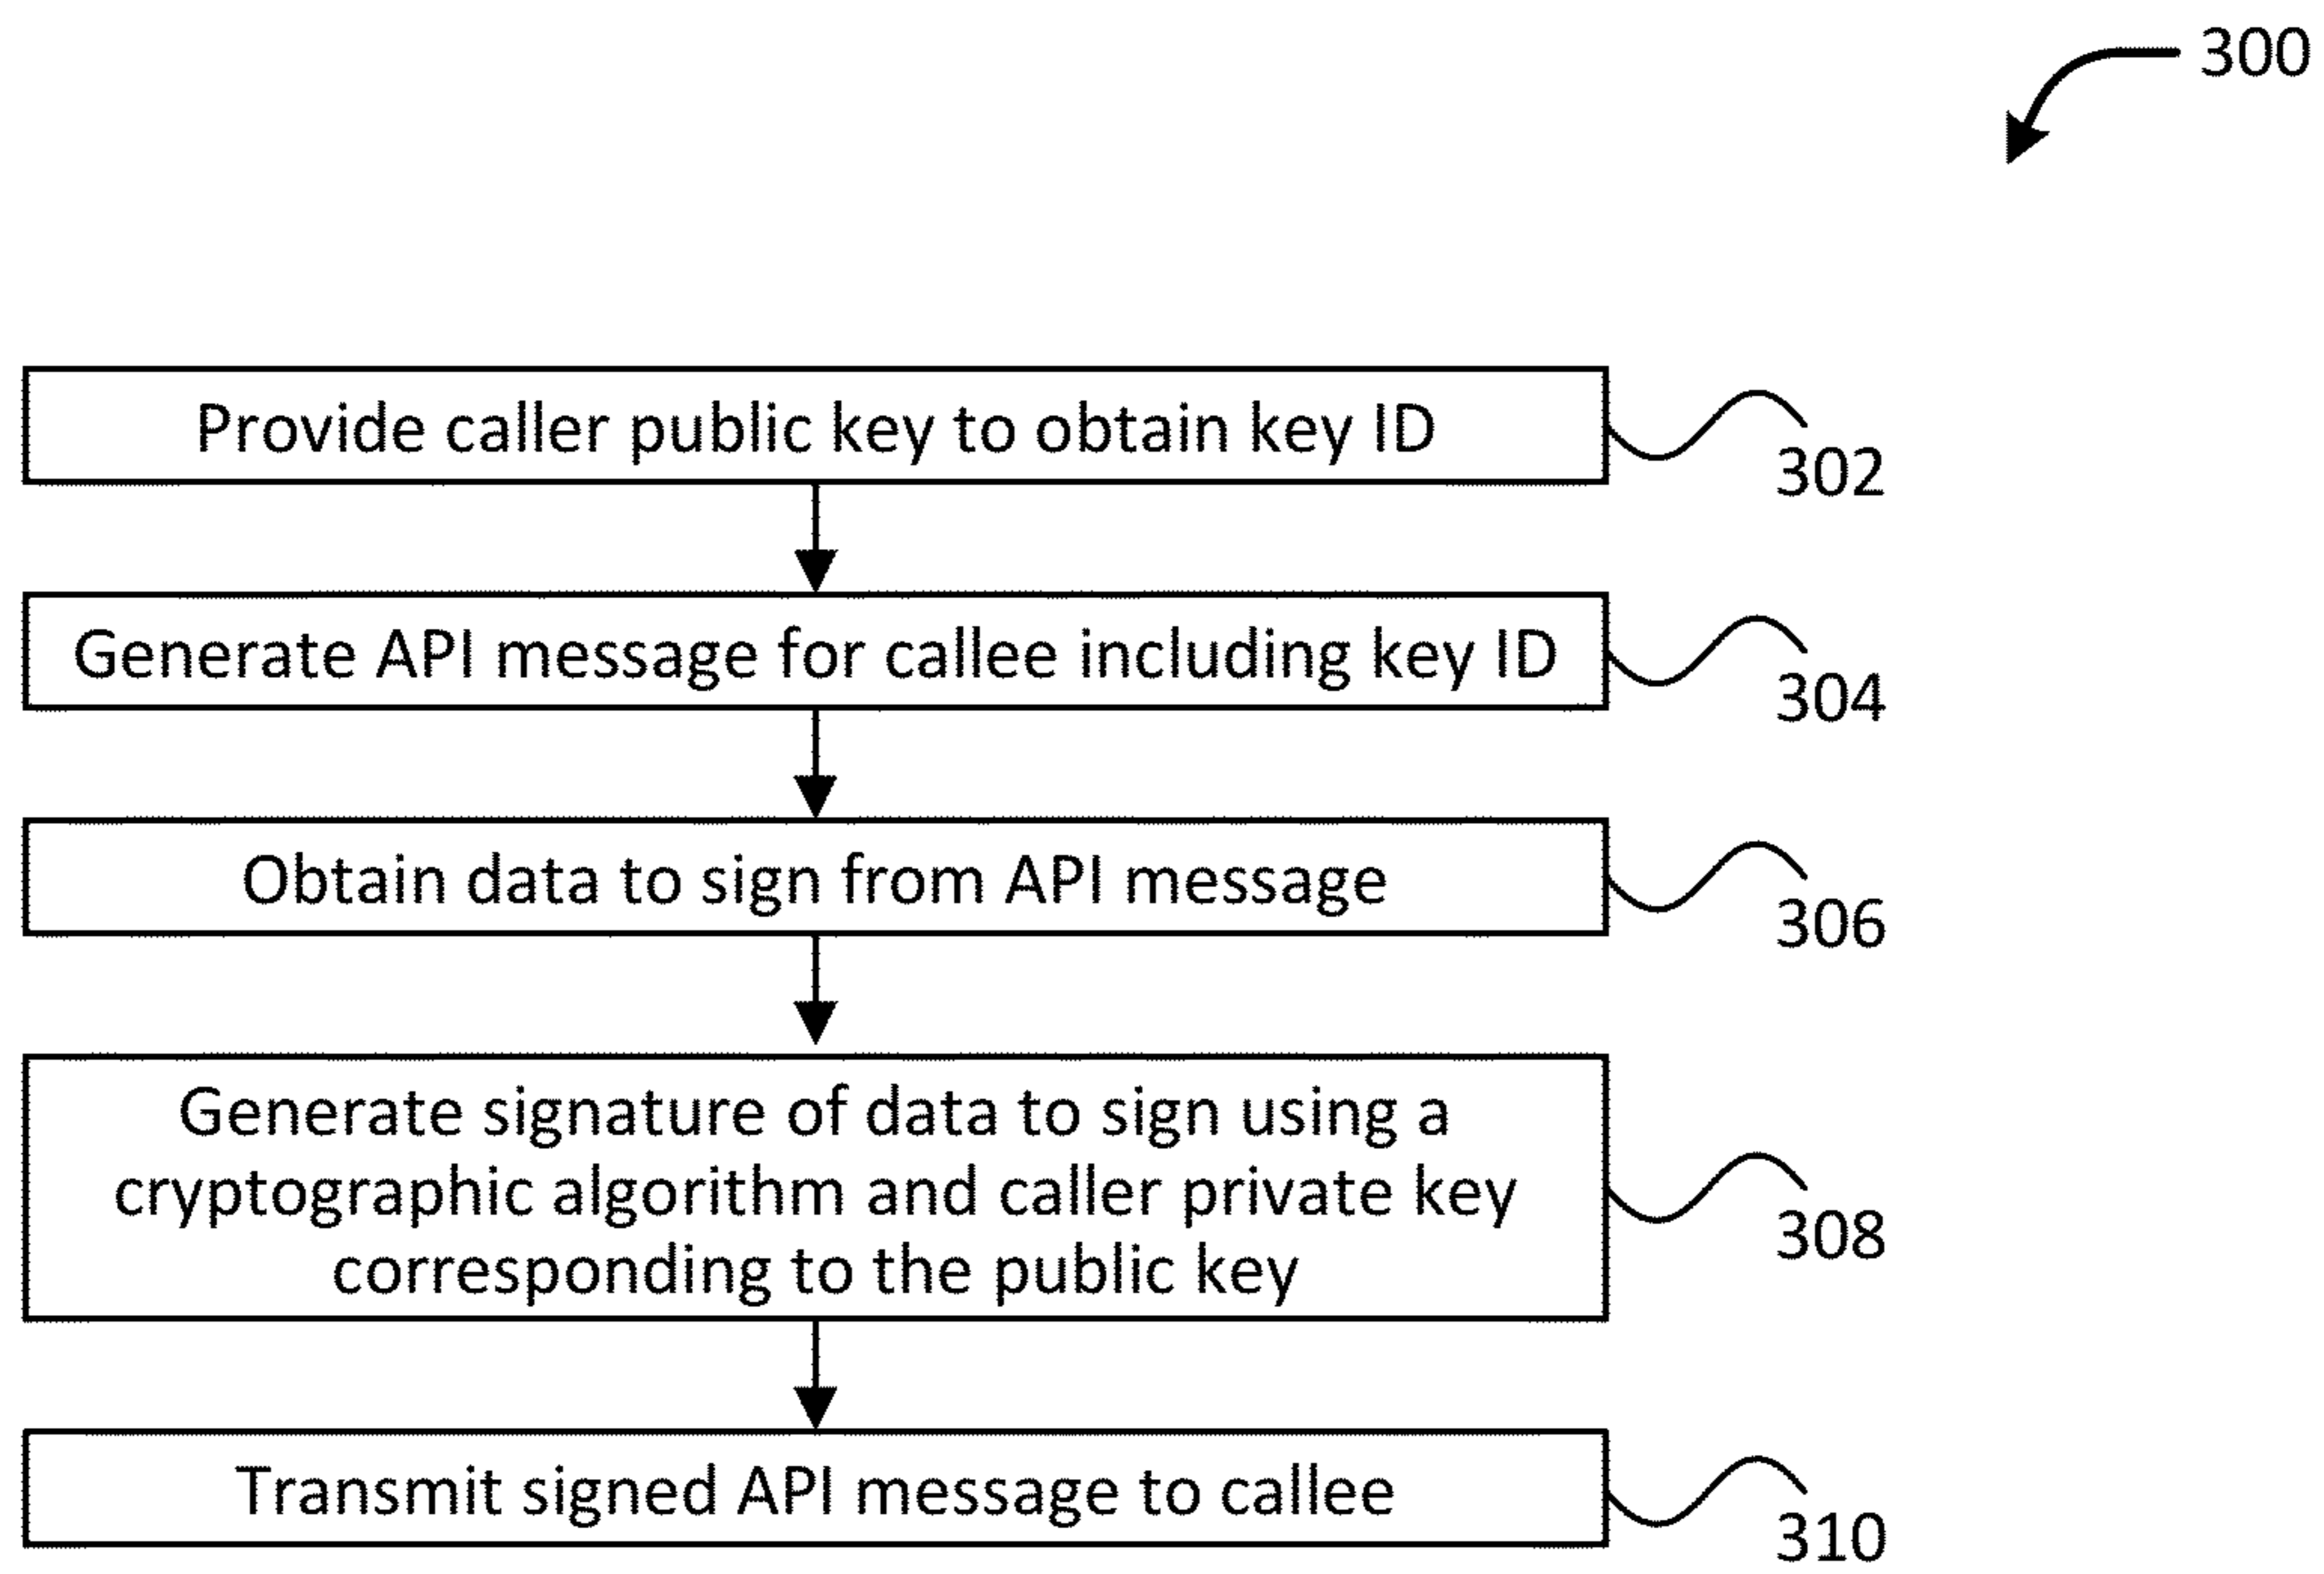 300
Provide caller public key to obtain key ID
302
Generate API message for callee including key ID
304
Obtain data to sign from API message
306
Generate signature of data to sign using a
cryptographic algorithm and caller private key
corresponding to the public key
308
Transmit signed API message to callee
310